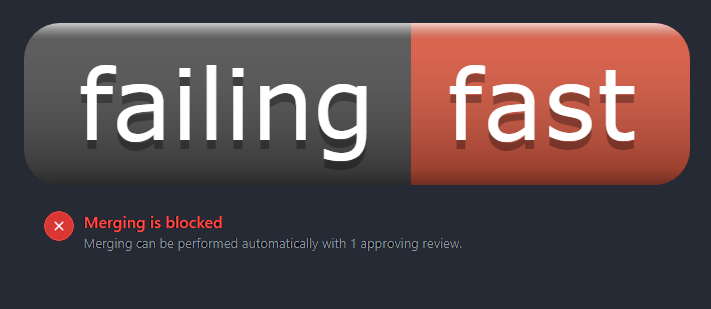 failing fast
Merging is blocked
Merging can be performed automatically with 1 approving review.